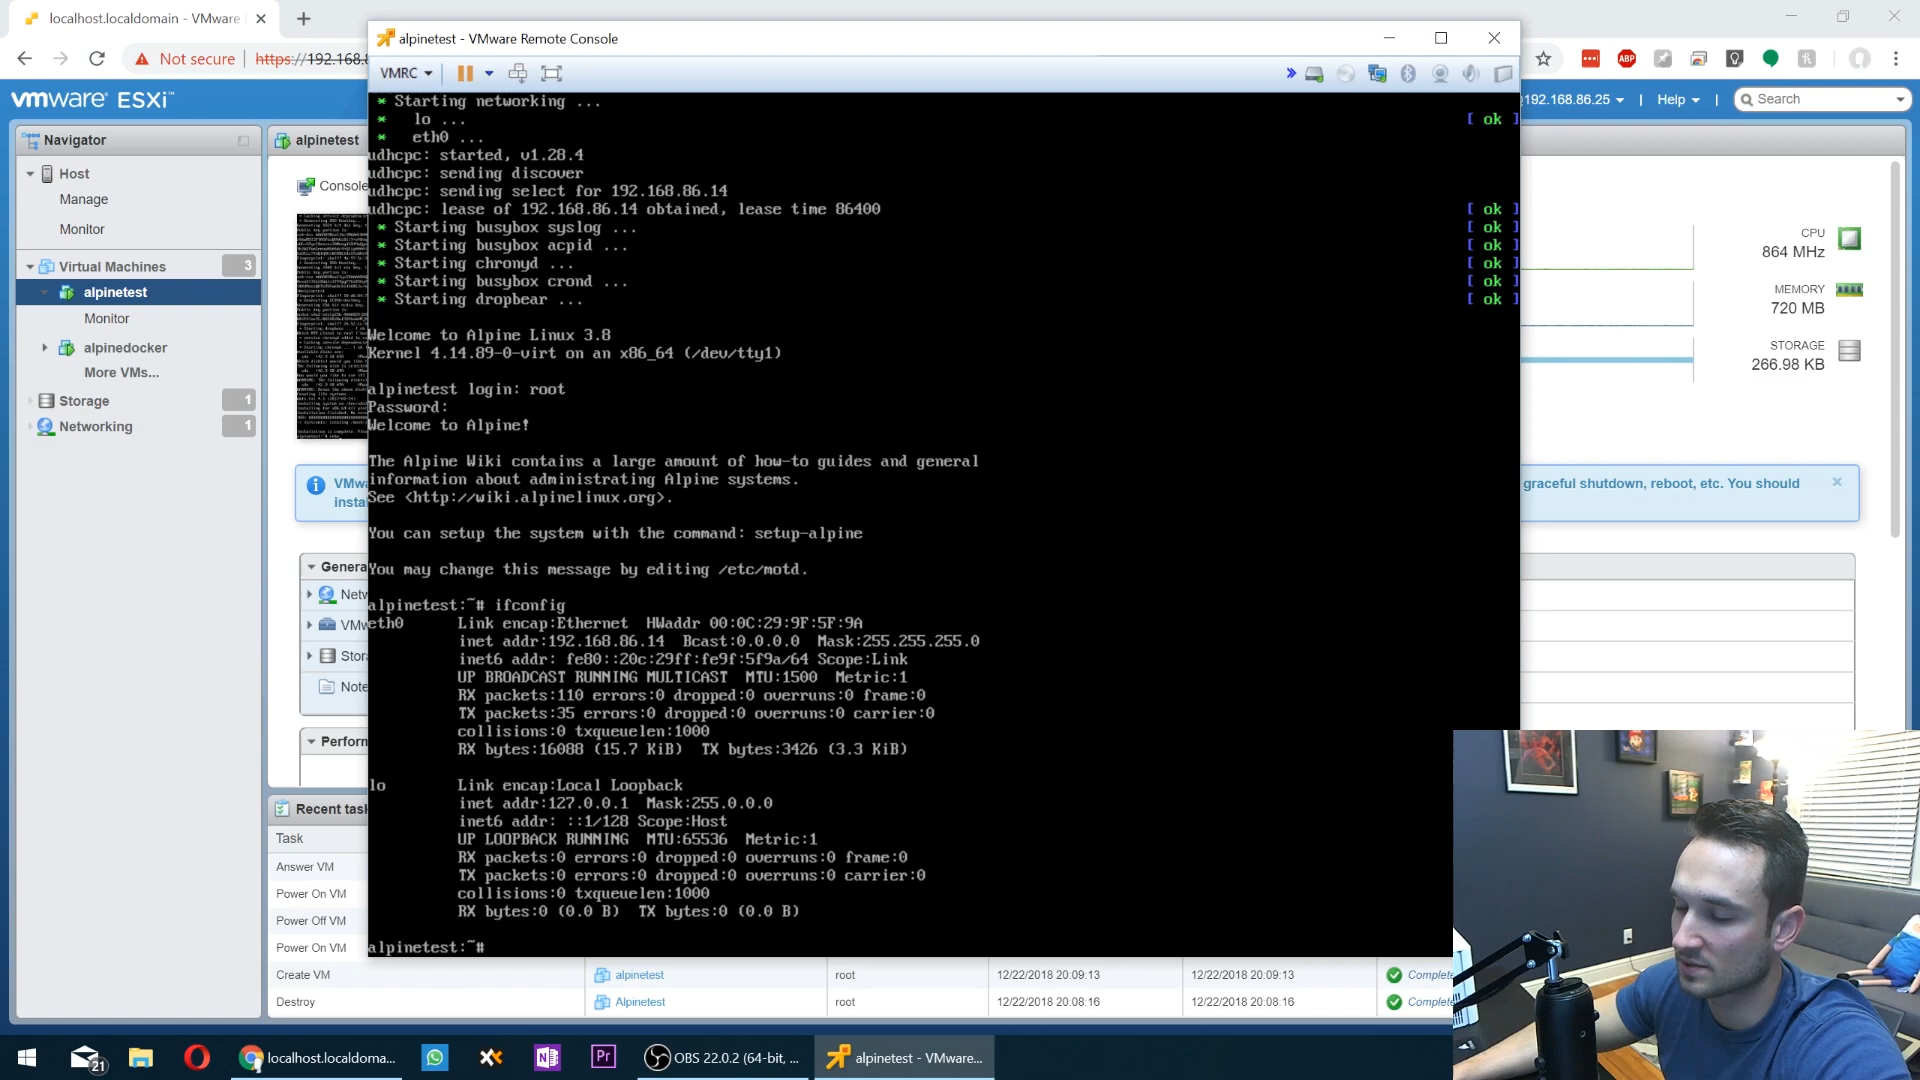 localhost.localdomain - VMware
alpinetest - VMware Remote Console
Not secure
https://192.168.8
VMRC
ABP
vmware ESXi™
192.168.86.25
Help
Search
Navigator
alpinetest
Host
Manage
Monitor
Console
Virtual Machines
3
alpinetest
Monitor
alpinedocker
More VMs...
Storage
1
Networking
1
* Starting networking ...
* lo ... [ ok ]
* eth0 ...
udhcpc: started, v1.28.4
udhcpc: sending discover
udhcpc: sending select for 192.168.86.14
udhcpc: lease of 192.168.86.14 obtained, lease time 86400 [ ok ]
* Starting busybox syslog ... [ ok ]
* Starting busybox acpid ... [ ok ]
* Starting chronyd ... [ ok ]
* Starting busybox crond ... [ ok ]
* Starting dropbear ... [ ok ]
Welcome to Alpine Linux 3.8
Kernel 4.14.89-0-virt on an x86_64 (/dev/tty1)
alpinetest login: root
Password:
Welcome to Alpine!
The Alpine Wiki contains a large amount of how-to guides and general
information about administrating Alpine systems.
See <http://wiki.alpinelinux.org>.
You can setup the system with the command: setup-alpine
You may change this message by editing /etc/motd.
alpinetest:~# ifconfig
eth0 Link encap:Ethernet HWaddr 00:0C:29:9F:5F:9A
inet addr:192.168.86.14 Bcast:0.0.0.0 Mask:255.255.255.0
inet6 addr: fe80::20c:29ff:fe9f:5f9a/64 Scope:Link
UP BROADCAST RUNNING MULTICAST MTU:1500 Metric:1
RX packets:110 errors:0 dropped:0 overruns:0 frame:0
TX packets:35 errors:0 dropped:0 overruns:0 carrier:0
collisions:0 txqueuelen:1000
RX bytes:16088 (15.7 KiB) TX bytes:3426 (3.3 KiB)
lo Link encap:Local Loopback
inet addr:127.0.0.1 Mask:255.0.0.0
inet6 addr: ::1/128 Scope:Host
UP LOOPBACK RUNNING MTU:65536 Metric:1
RX packets:0 errors:0 dropped:0 overruns:0 frame:0
TX packets:0 errors:0 dropped:0 overruns:0 carrier:0
collisions:0 txqueuelen:1000
RX bytes:0 (0.0 B) TX bytes:0 (0.0 B)
alpinetest:~#
CPU
864 MHz
MEMORY
720 MB
STORAGE
266.98 KB
VMwa
insta
graceful shutdown, reboot, etc. You should
Genera
Netw
VMw
Stor
Note
Perforn
Recent task
Task
Answer VM
Power On VM
Power Off VM
Power On VM
Create VM alpinetest root 12/22/2018 20:09:13 12/22/2018 20:09:13 Complete
Destroy Alpinetest root 12/22/2018 20:08:16 12/22/2018 20:08:16 Complete
21
localhost.localdoma...
N
Pr
OBS 22.0.2 (64-bit, ...
alpinetest - VMware...